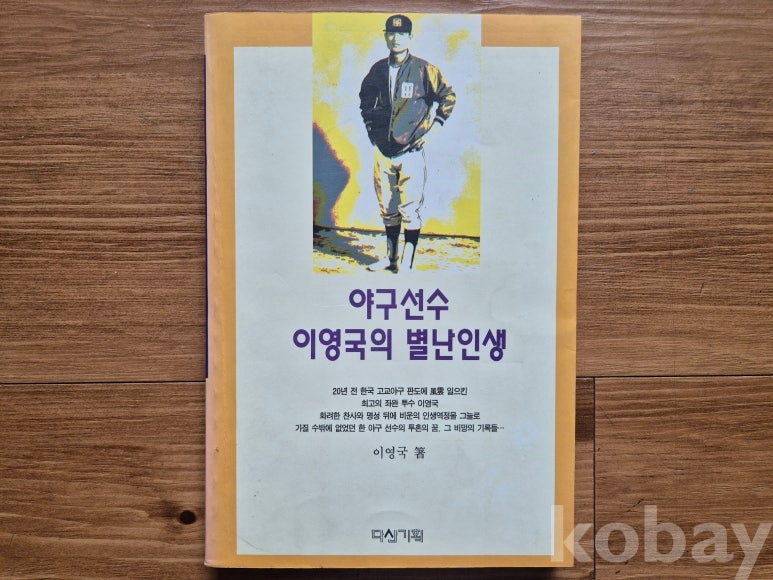 야구선수
이영국의 별난인생
20년 전 한국 고교야구 판도에 風雲 일으킨
최고의 좌완 투수 이영국
화려한 찬사와 명성 뒤에 비운의 인생역정을 그늘로
가질 수밖에 없었던 한 야구 선수의 투혼의 꿈, 그 비망의 기록들…
이영국 著
다신기획
kobay